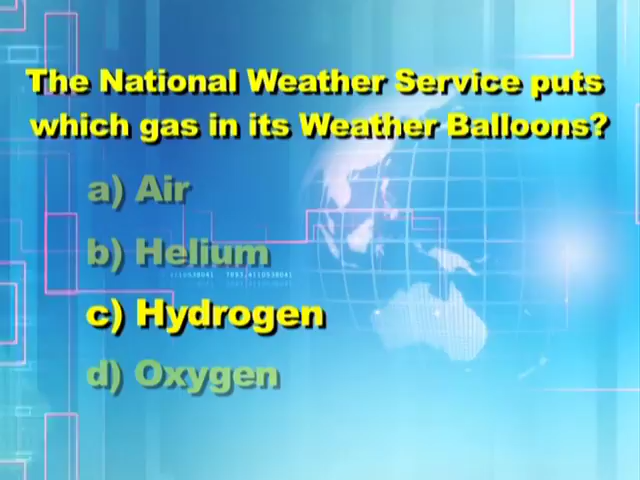 The National Weather Service puts
which gas in its Weather Balloons?
a) Air
b) Helium
c) Hydrogen
d) Oxygen